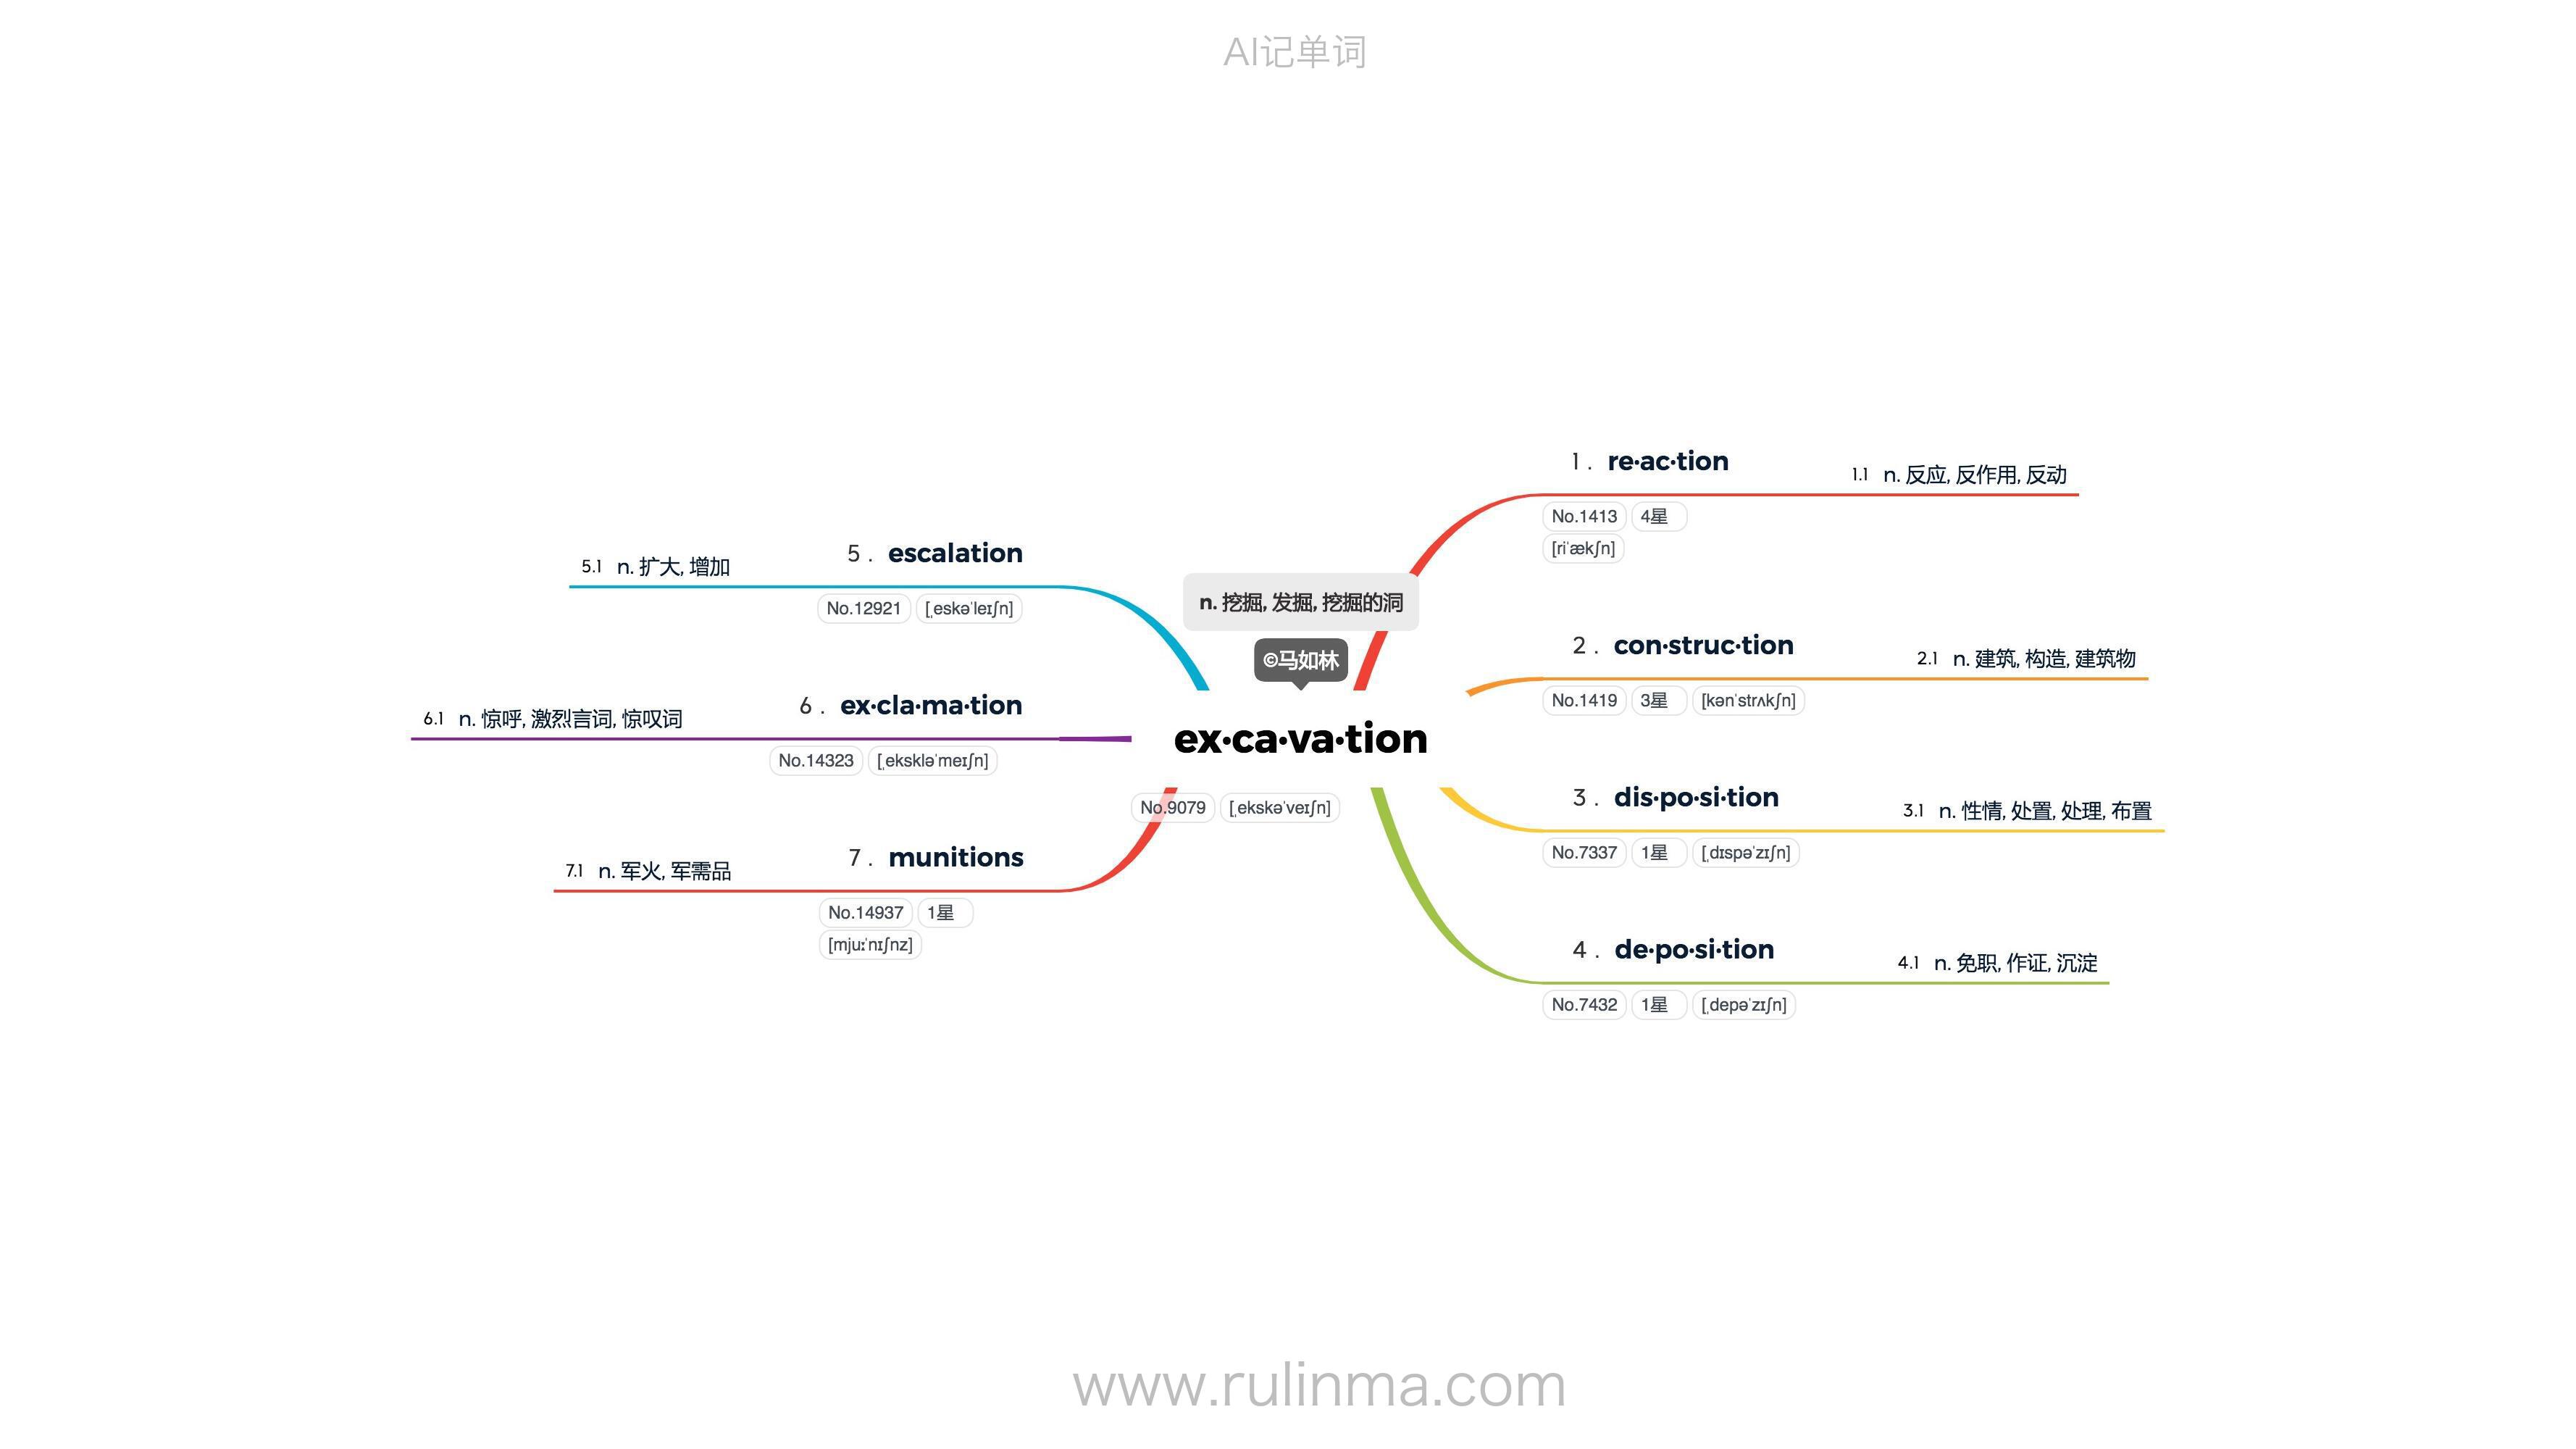 AI记单词
n. 挖掘, 发掘, 挖掘的洞
©马如林
ex·ca·va·tion
No.9079 [ˌekskəˈveɪʃn]
1 . re·ac·tion
No.1413 4星
[riˈækʃn]
1.1 n. 反应, 反作用, 反动
2 . con·struc·tion
No.1419 3星 [kənˈstrʌkʃn]
2.1 n. 建筑, 构造, 建筑物
3 . dis·po·si·tion
No.7337 1星 [ˌdɪspəˈzɪʃn]
3.1 n. 性情, 处置, 处理, 布置
4 . de·po·si·tion
No.7432 1星 [ˌdepəˈzɪʃn]
4.1 n. 免职, 作证, 沉淀
5 . escalation
No.12921 [ˌeskəˈleɪʃn]
5.1 n. 扩大, 增加
6 . ex·cla·ma·tion
No.14323 [ˌekskləˈmeɪʃn]
6.1 n. 惊呼, 激烈言词, 惊叹词
7 . munitions
No.14937 1星
[mjuːˈnɪʃnz]
7.1 n. 军火, 军需品
www.rulinma.com